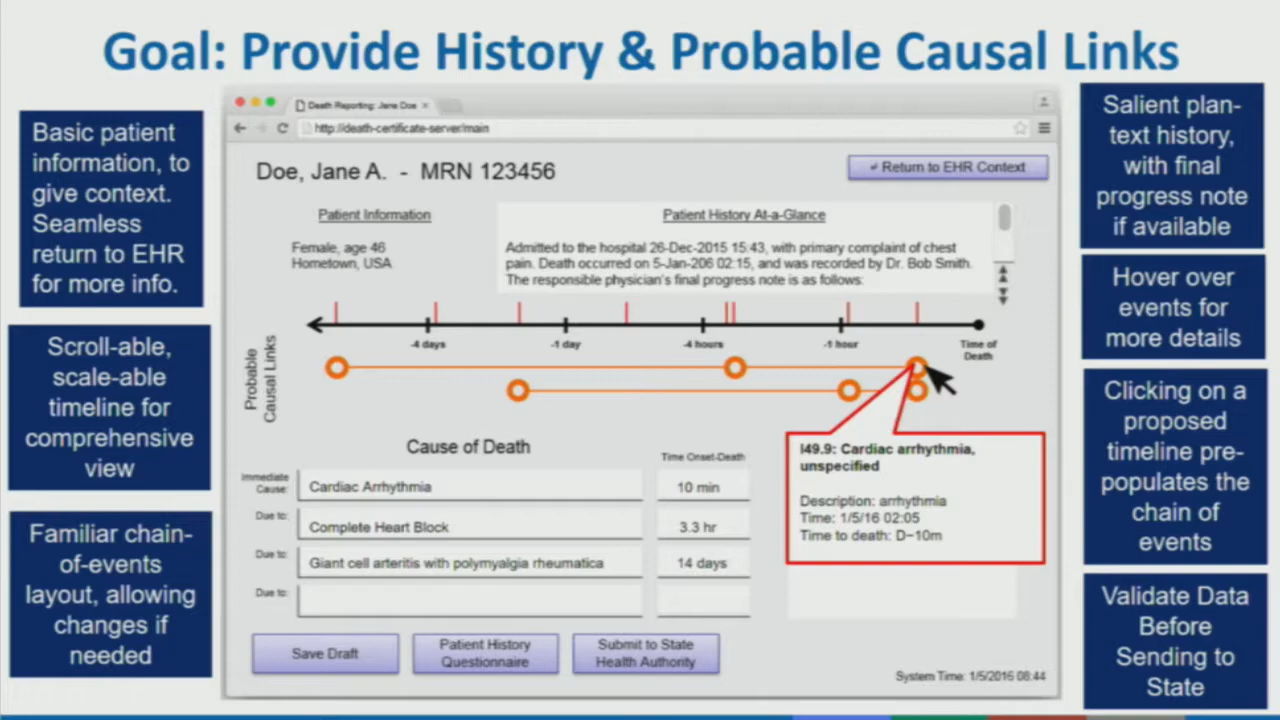 Goal: Provide History & Probable Causal Links
Basic patient
information, to
give context.
Seamless
return to EHR
for more info.
Scroll-able,
scale-able
timeline for
comprehensive
view
Familiar chain-
of-events
layout, allowing
changes if
needed
Death Reporting: Jane Doe
http://death-certificate-server/main
Doe, Jane A. - MRN 123456
Return to EHR Context
Patient Information
Female, age 46
Hometown, USA
Patient History At-a-Glance
Admitted to the hospital 26-Dec-2015 15:43, with primary complaint of chest
pain. Death occurred on 5-Jan-206 02:15, and was recorded by Dr. Bob Smith.
The responsible physician's final progress note is as follows:
-4 days
-1 day
-4 hours
-1 hour
Time of
Death
Probable
Causal Links
Cause of Death
Time Onset-Death
Immediate
Cause:
Cardiac Arrhythmia
10 min
Due to:
Complete Heart Block
3.3 hr
Due to:
Giant cell arteritis with polymyalgia rheumatica
14 days
Due to:
I49.9: Cardiac arrhythmia,
unspecified
Description: arrhythmia
Time: 1/5/16 02:05
Time to death: D−10m
Save Draft
Patient History
Questionnaire
Submit to State
Health Authority
System Time: 1/5/2016 08:44
Salient plan-
text history,
with final
progress note
if available
Hover over
events for
more details
Clicking on a
proposed
timeline pre-
populates the
chain of
events
Validate Data
Before
Sending to
State